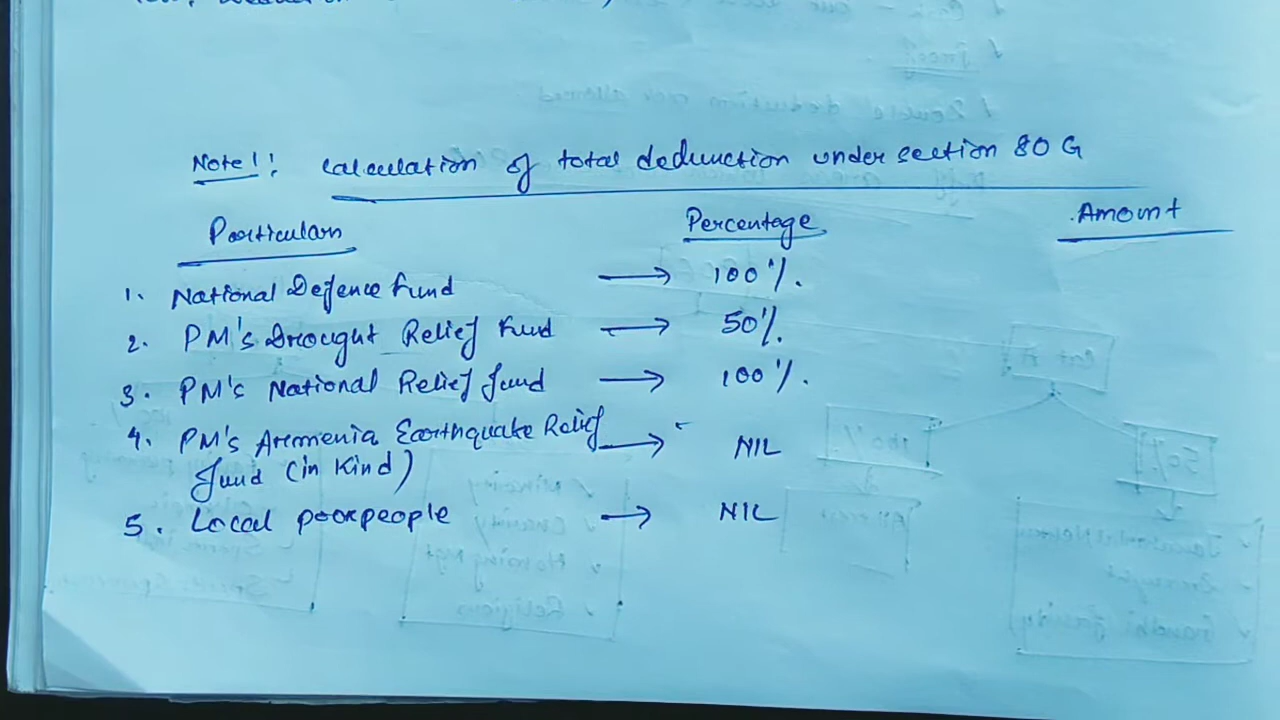 Note!: Calculation of total dedunction under section 80 G
Particulars Percentage Amount
1. National Defence Fund → 100%.
2. PM's Drought Relief Fund → 50%.
3. PM's National Relief fund → 100%.
4. PM's Aremenia Earthquake Relief fund (in Kind) → NIL
5. Local poor people → NIL